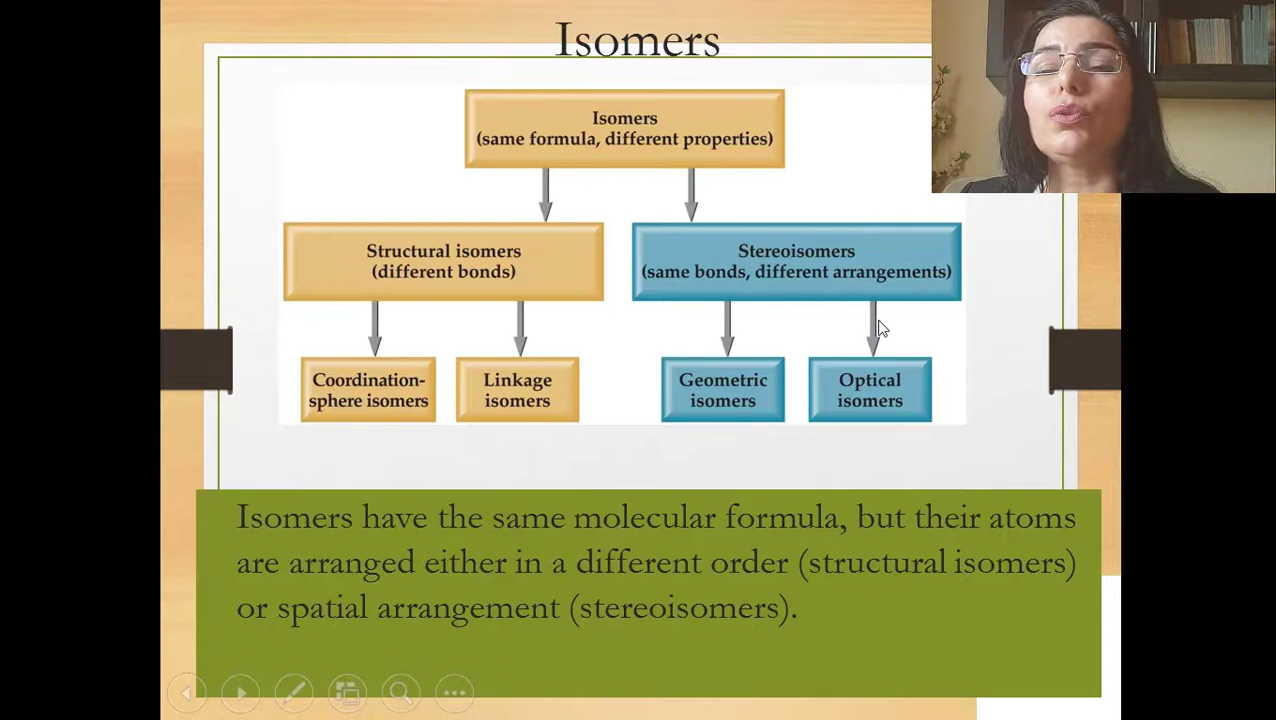 Isomers
Isomers
(same formula, different properties)
Structural isomers
(different bonds)
Stereoisomers
(same bonds, different arrangements)
Coordination-
sphere isomers
Linkage
isomers
Geometric
isomers
Optical
isomers
Isomers have the same molecular formula, but their atoms
are arranged either in a different order (structural isomers)
or spatial arrangement (stereoisomers).